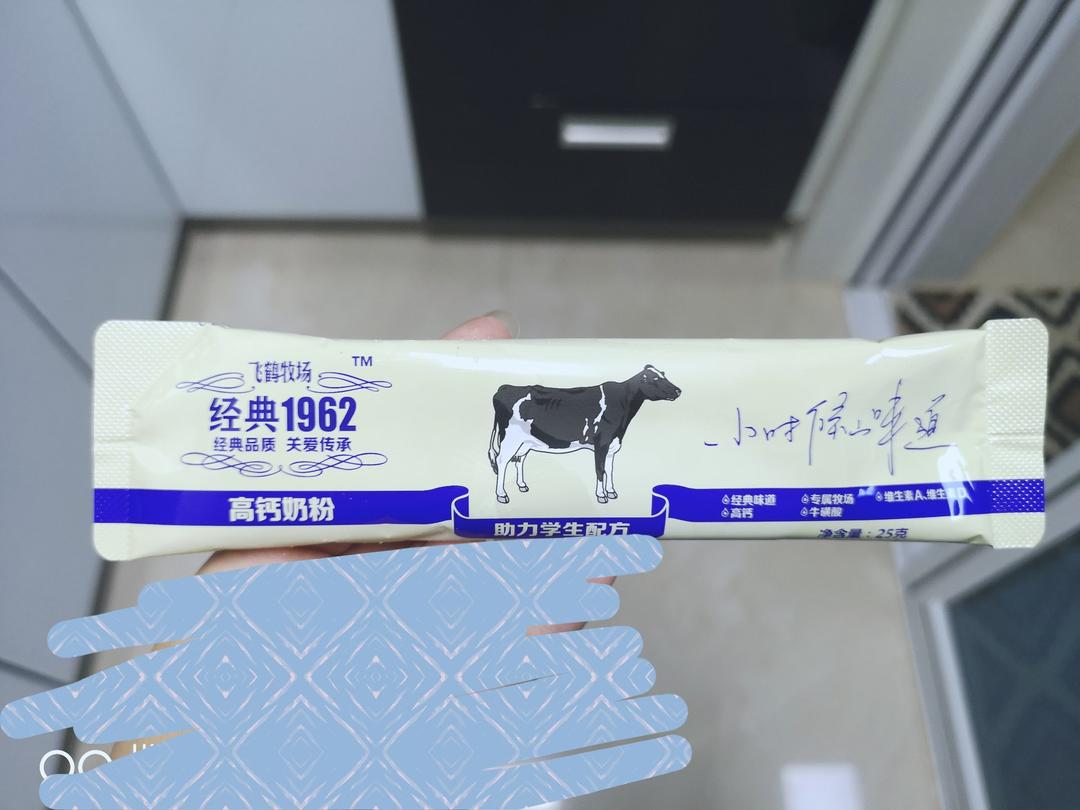 飞鹤牧场 TM
经典1962
经典品质 关爱传承
高钙奶粉
助力学生配方
小时候的味道
经典味道
专属牧场
维生素A、维生素D
高钙
牛磺酸
净含量：25克